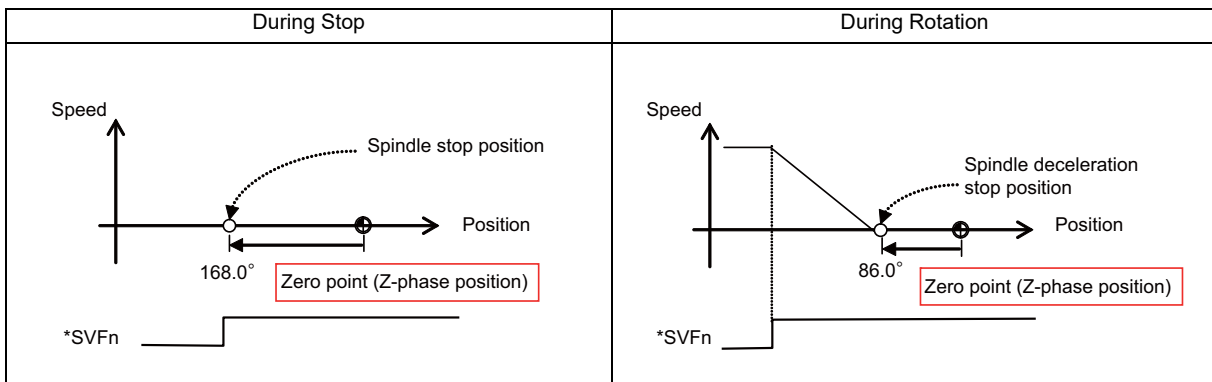 During Stop
During Rotation
Speed
Spindle stop position
Position
168.0°
Zero point (Z-phase position)
*SVFn
Speed
Spindle deceleration
stop position
Position
86.0°
Zero point (Z-phase position)
*SVFn